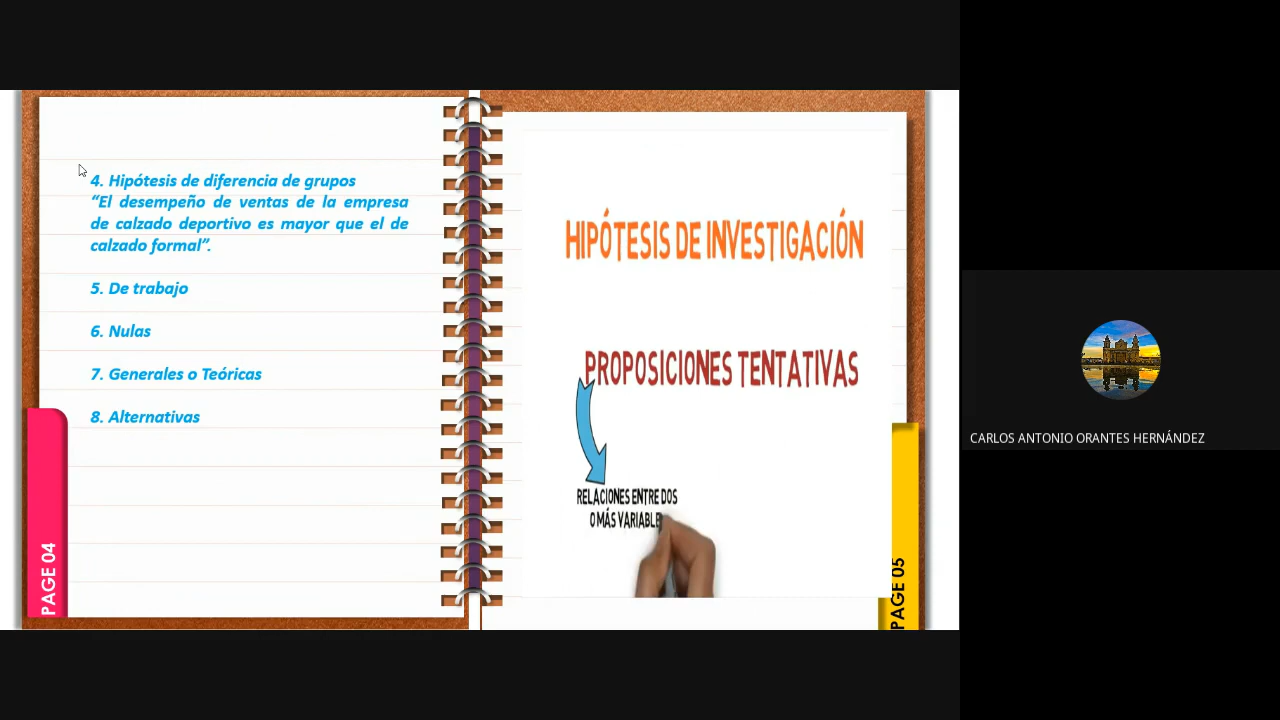 4. Hipótesis de diferencia de grupos
“El desempeño de ventas de la empresa
de calzado deportivo es mayor que el de
calzado formal”.
5. De trabajo
6. Nulas
7. Generales o Teóricas
8. Alternativas
PAGE 04
HIPÓTESIS DE INVESTIGACIÓN
PROPOSICIONES TENTATIVAS
RELACIONES ENTRE DOS
O MÁS VARIABLE
PAGE 05
CARLOS ANTONIO ORANTES HERNÁNDEZ